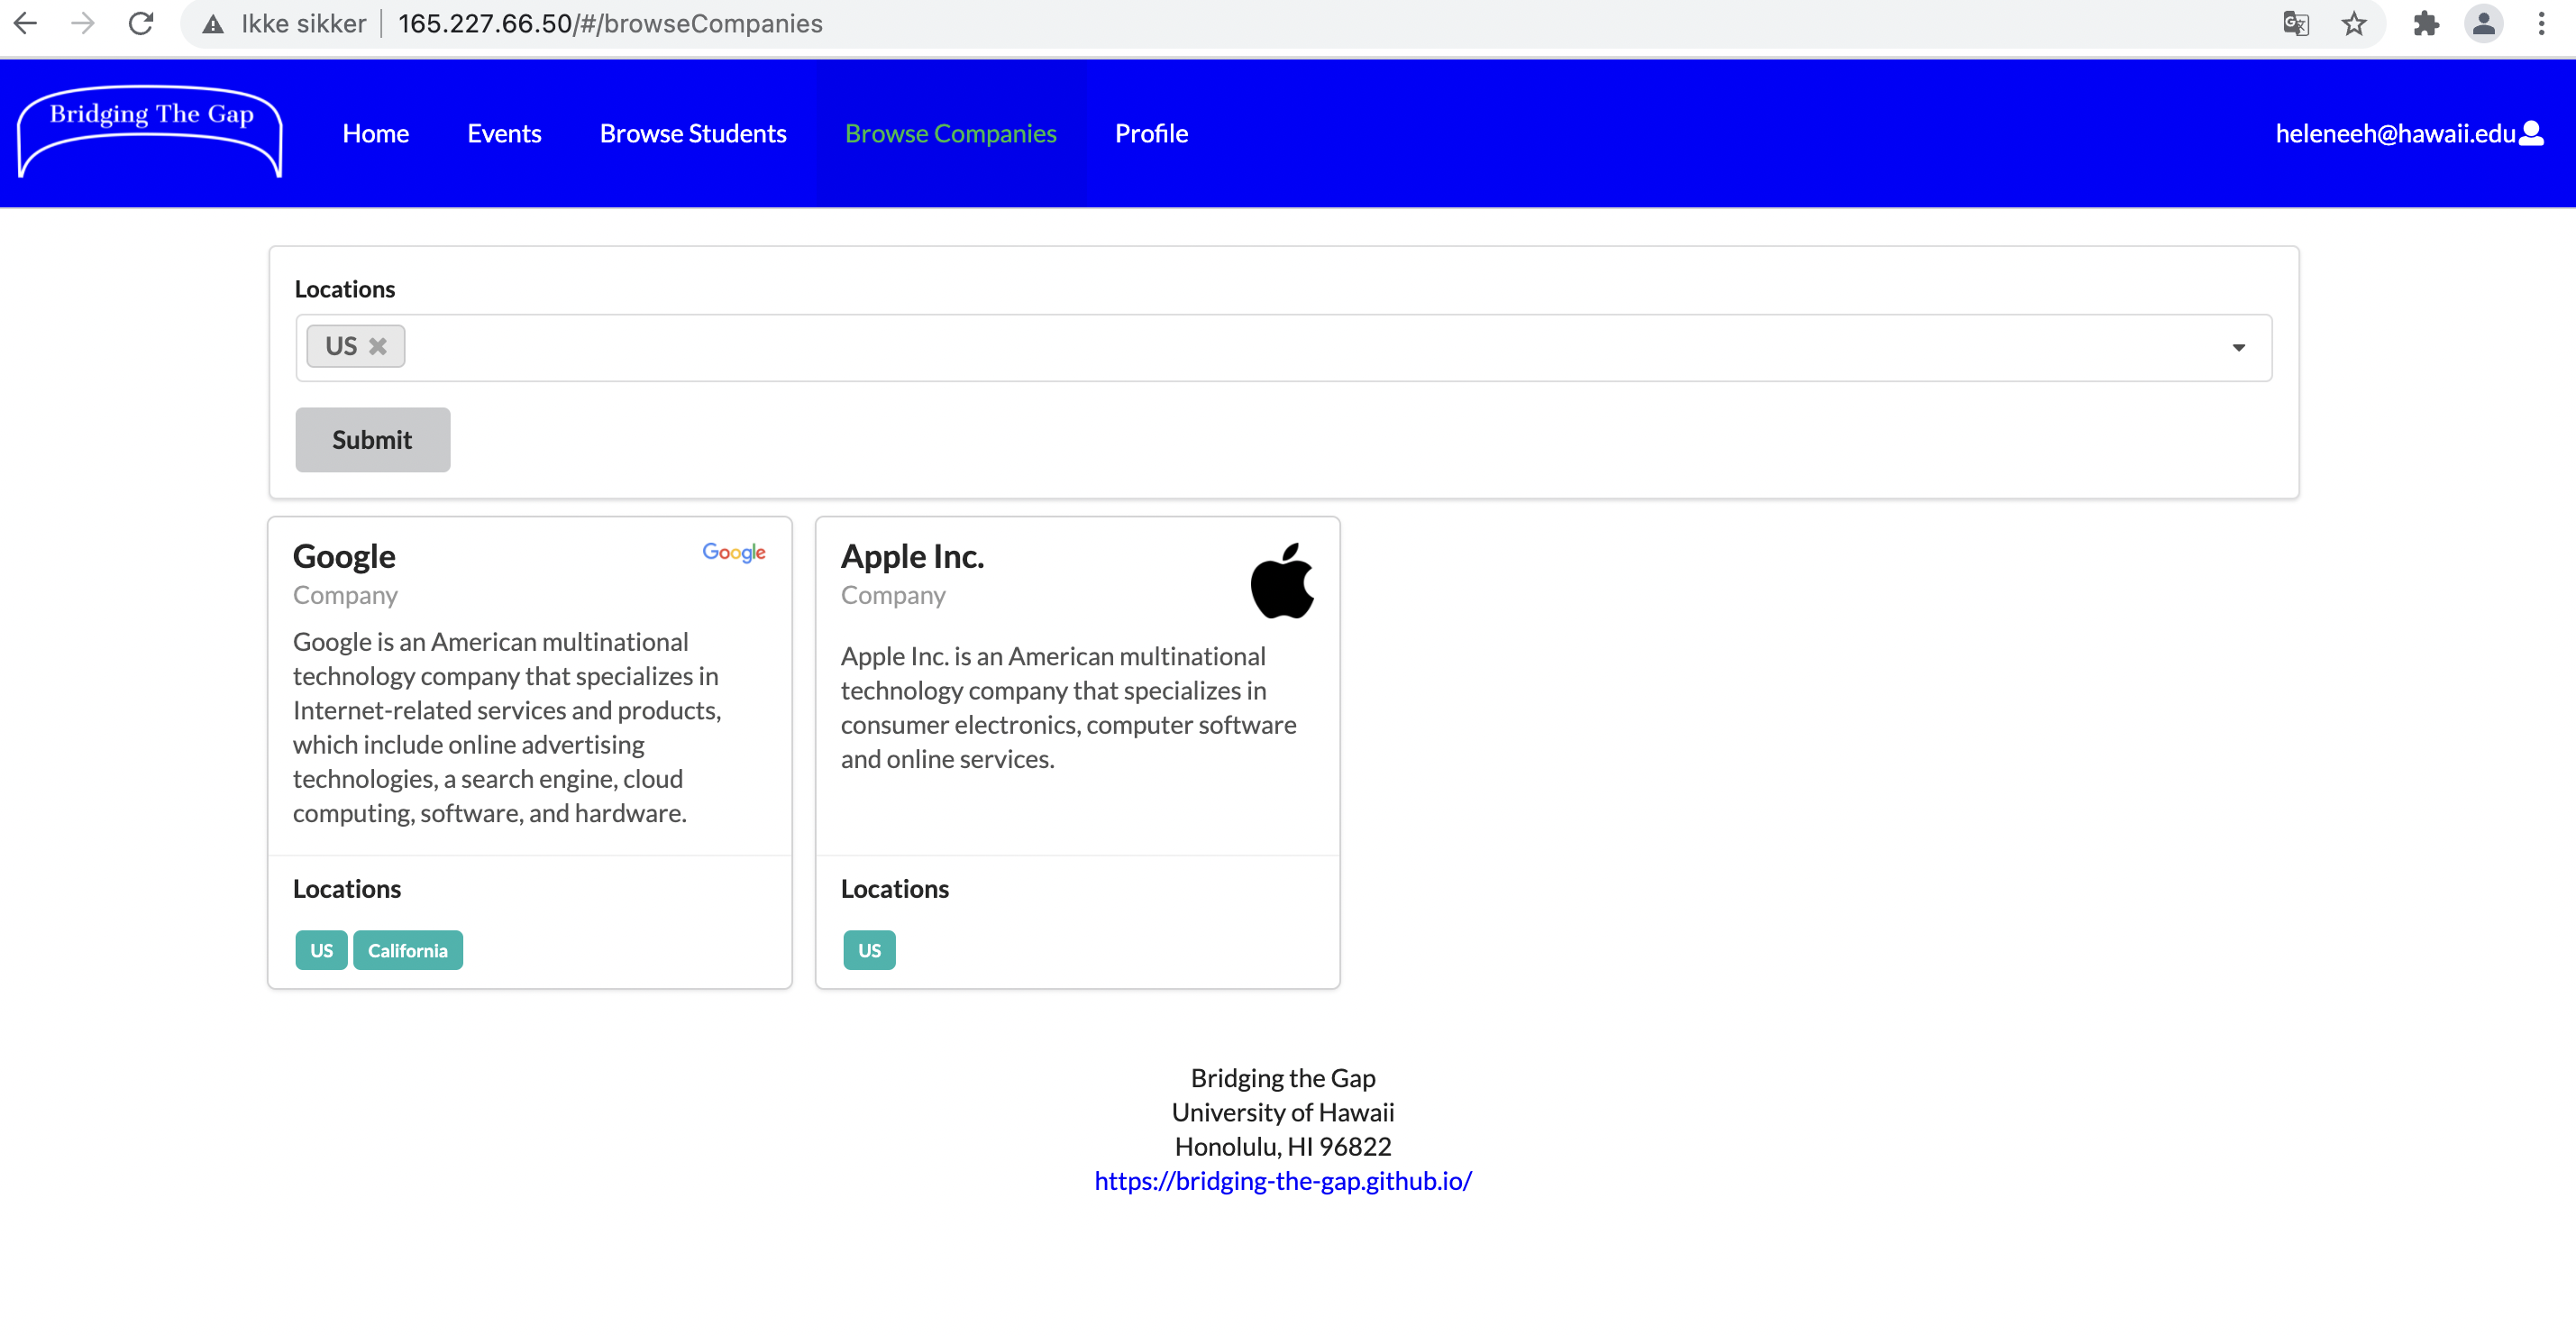 Ikke sikker 165.227.66.50/#/browseCompanies
Bridging The Gap
Home Events Browse Students Browse Companies Profile heleneeh@hawaii.edu
Locations
US
Submit
Google
Google
Company
Google is an American multinational
technology company that specializes in
Internet-related services and products,
which include online advertising
technologies, a search engine, cloud
computing, software, and hardware.
Locations
US California
Apple Inc.
Company
Apple Inc. is an American multinational
technology company that specializes in
consumer electronics, computer software
and online services.
Locations
US
Bridging the Gap
University of Hawaii
Honolulu, HI 96822
https://bridging-the-gap.github.io/